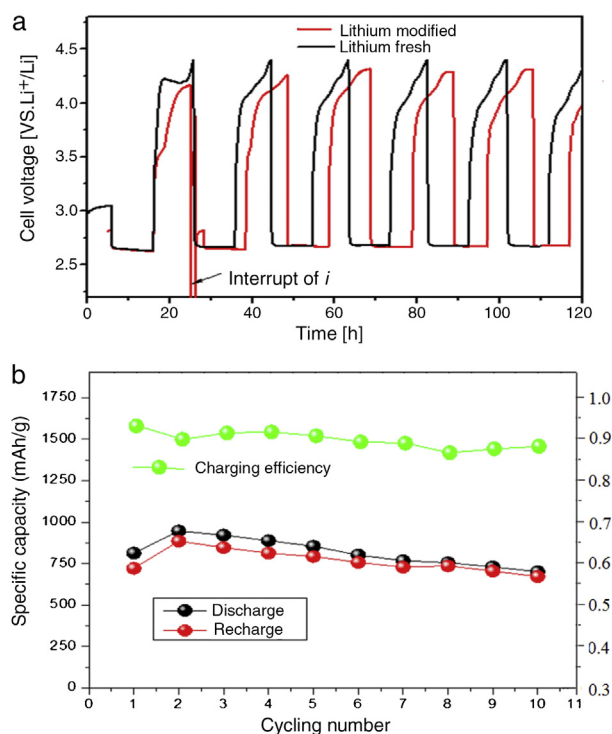 a
Lithium modified
Lithium fresh
Cell voltage [VS.Li⁺/Li]
4.5
4.0
3.5
3.0
2.5
Interrupt of i
0 20 40 60 80 100 120
Time [h]
b
Specific capacity (mAh/g)
1750
1500
1250
1000
750
500
250
0
Charging efficiency
Discharge
Recharge
1.0
0.9
0.8
0.7
0.6
0.5
0.4
0.3
0 1 2 3 4 5 6 7 8 9 10 11
Cycling number